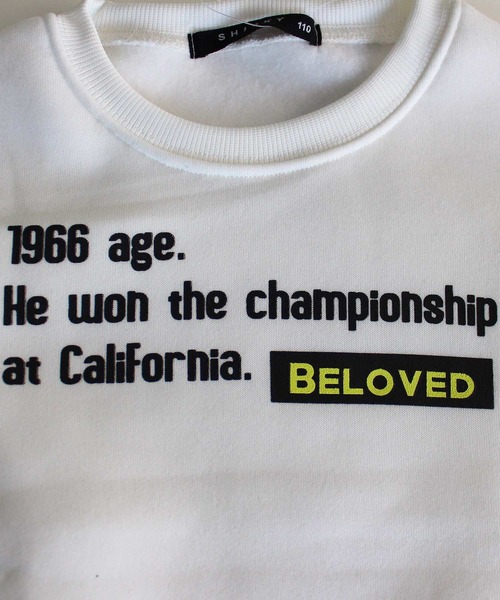 110
1966 age.
He won the championship
at California.
BELOVED